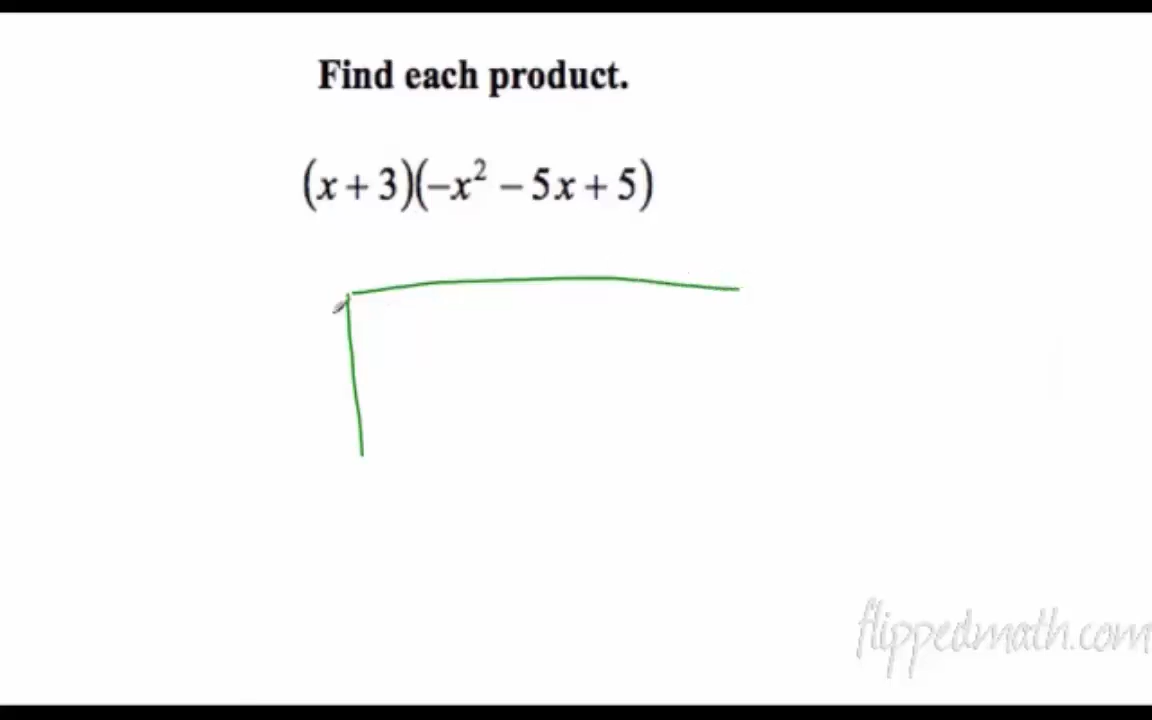 Find each product.
(x + 3)(−x² − 5x + 5)
flippedmath.com